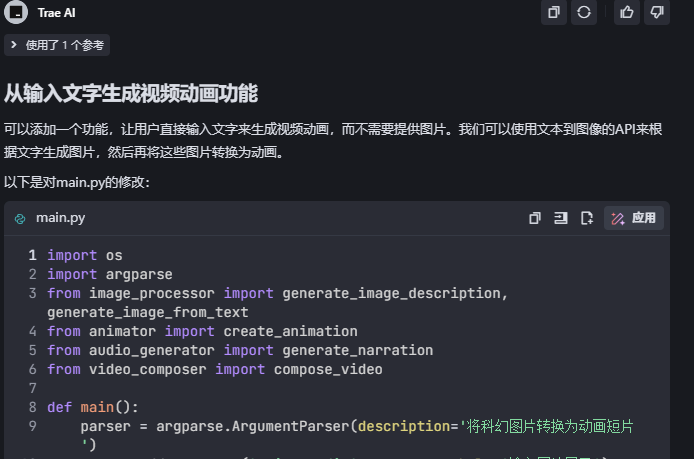 Trae AI
使用了 1 个参考
从输入文字生成视频动画功能
可以添加一个功能，让用户直接输入文字来生成视频动画，而不需要提供图片。我们可以使用文本到图像的API来根
据文字生成图片，然后再将这些图片转换为动画。
以下是对main.py的修改：
main.py
应用
1 import os
2 import argparse
3 from image_processor import generate_image_description,
generate_image_from_text
4 from animator import create_animation
5 from audio_generator import generate_narration
6 from video_composer import compose_video
7
8 def main():
9 parser = argparse.ArgumentParser(description='将科幻图片转换为动画短片
')